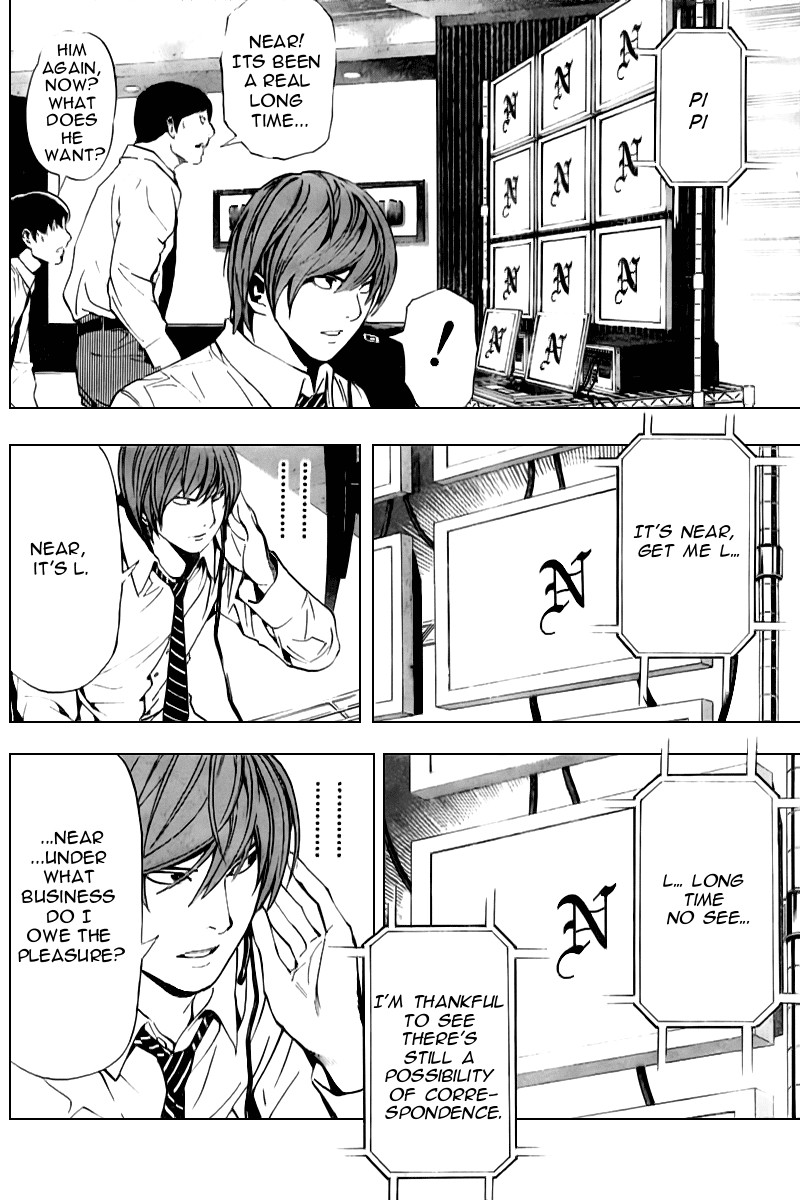 PI
PI
NEAR!
ITS BEEN
A REAL
LONG
TIME...
HIM
AGAIN,
NOW?
WHAT
DOES
HE
WANT?
!
N
N
N
N
N
N
N
N
N
N
N
IT'S NEAR,
GET ME L...
N
NEAR,
IT'S L.
L... LONG
TIME
NO SEE...
N
I'M THANKFUL
TO SEE
THERE'S
STILL A
POSSIBILITY
OF CORRE-
SPONDENCE.
...NEAR
...UNDER
WHAT
BUSINESS
DO I
OWE THE
PLEASURE?